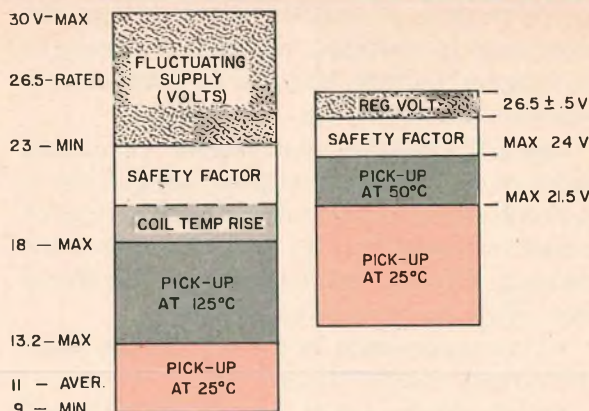 30 V-MAX
26.5-RATED
23 - MIN
18 - MAX
13.2-MAX
11 - AVER.
9 - MIN
FLUCTUATING
SUPPLY
(VOLTS)
SAFETY FACTOR
COIL TEMP RISE
PICK-UP
AT 125°C
PICK-UP
AT 25°C
REG. VOLT.
SAFETY FACTOR
PICK-UP
AT 50°C
PICK-UP
AT 25°C
26.5 ± .5 V
MAX 24 V
MAX 21.5 V